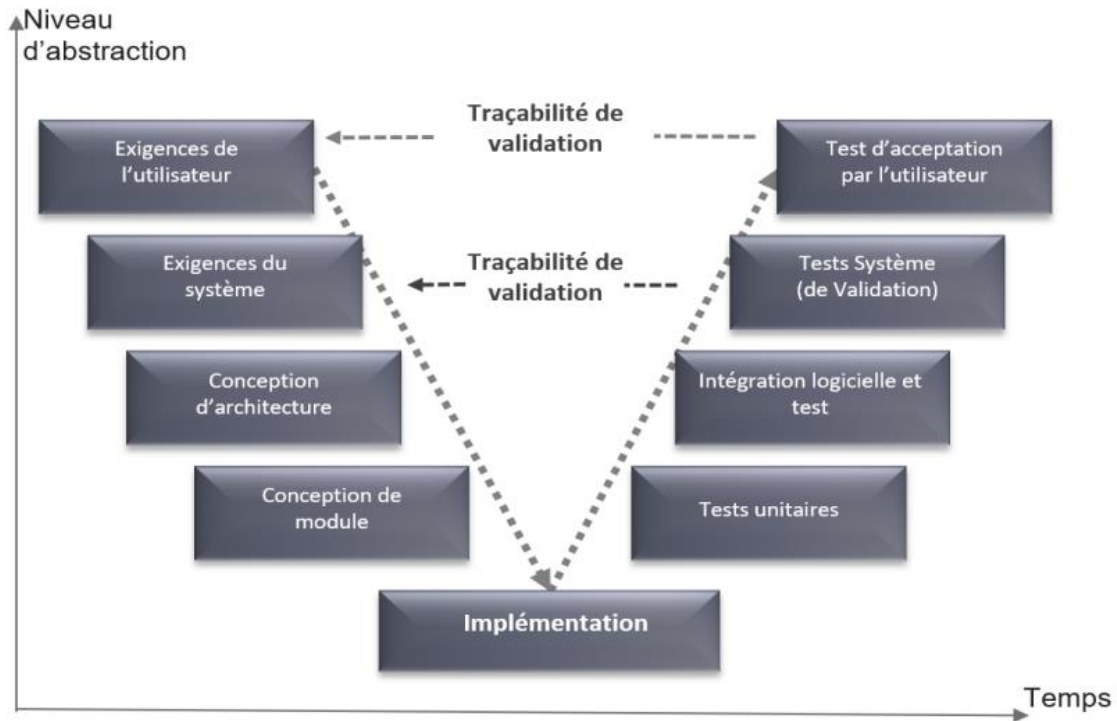 Niveau
d'abstraction
Traçabilité de
validation
Exigences de
l'utilisateur
Test d'acceptation
par l'utilisateur
Exigences du
système
Traçabilité de
validation
Tests Système
(de Validation)
Conception
d'architecture
Intégration logicielle et
test
Conception de
module
Tests unitaires
Implémentation
Temps